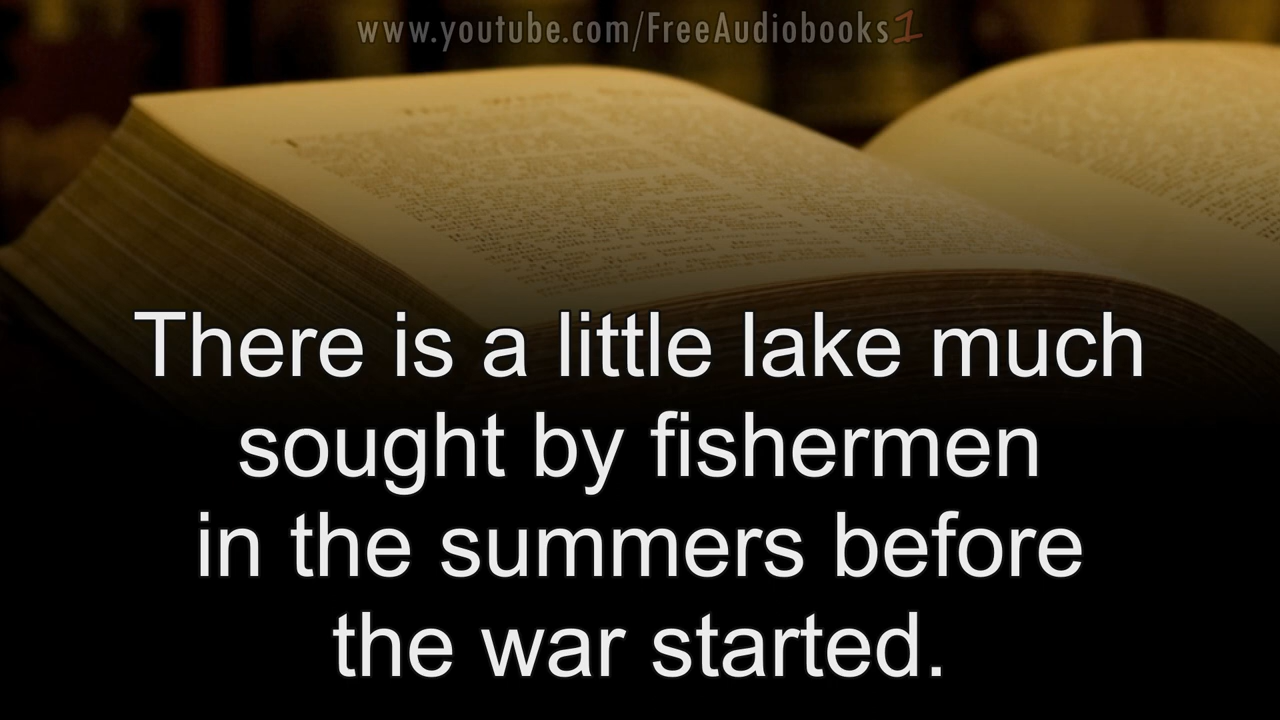 www.youtube.com/FreeAudiobooks1
There is a little lake much
sought by fishermen
in the summers before
the war started.